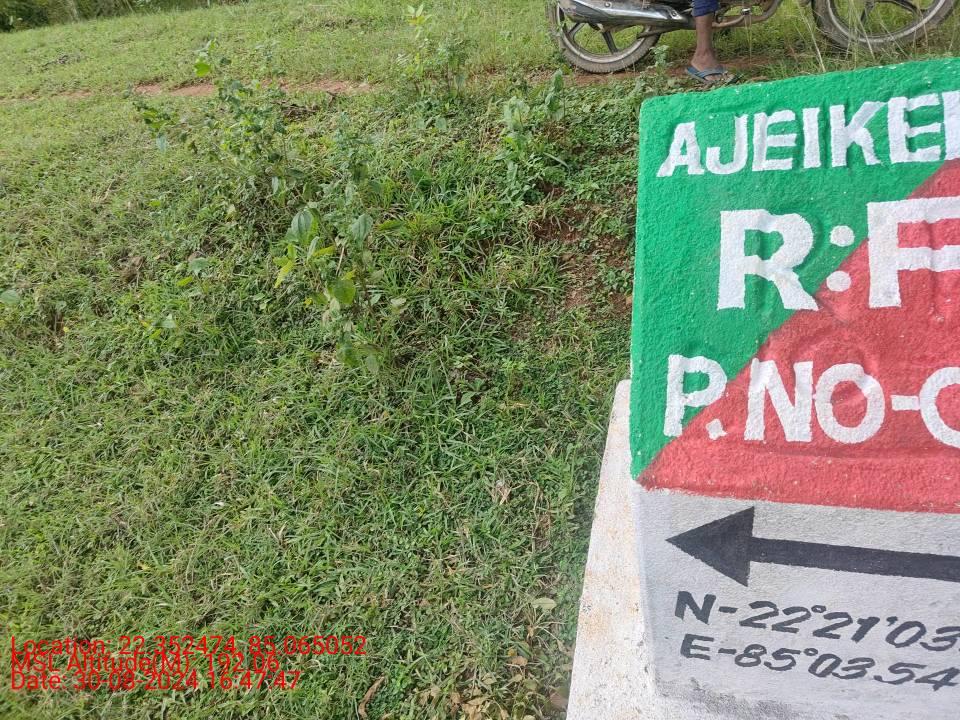 AJEIKE
R:F
P.NO-
N-22°21'03
E-85°03.54
Location: 22.352474, 85.065052
MSL Altitude(M): 192.06
Date: 30-08-2024 16:47:47